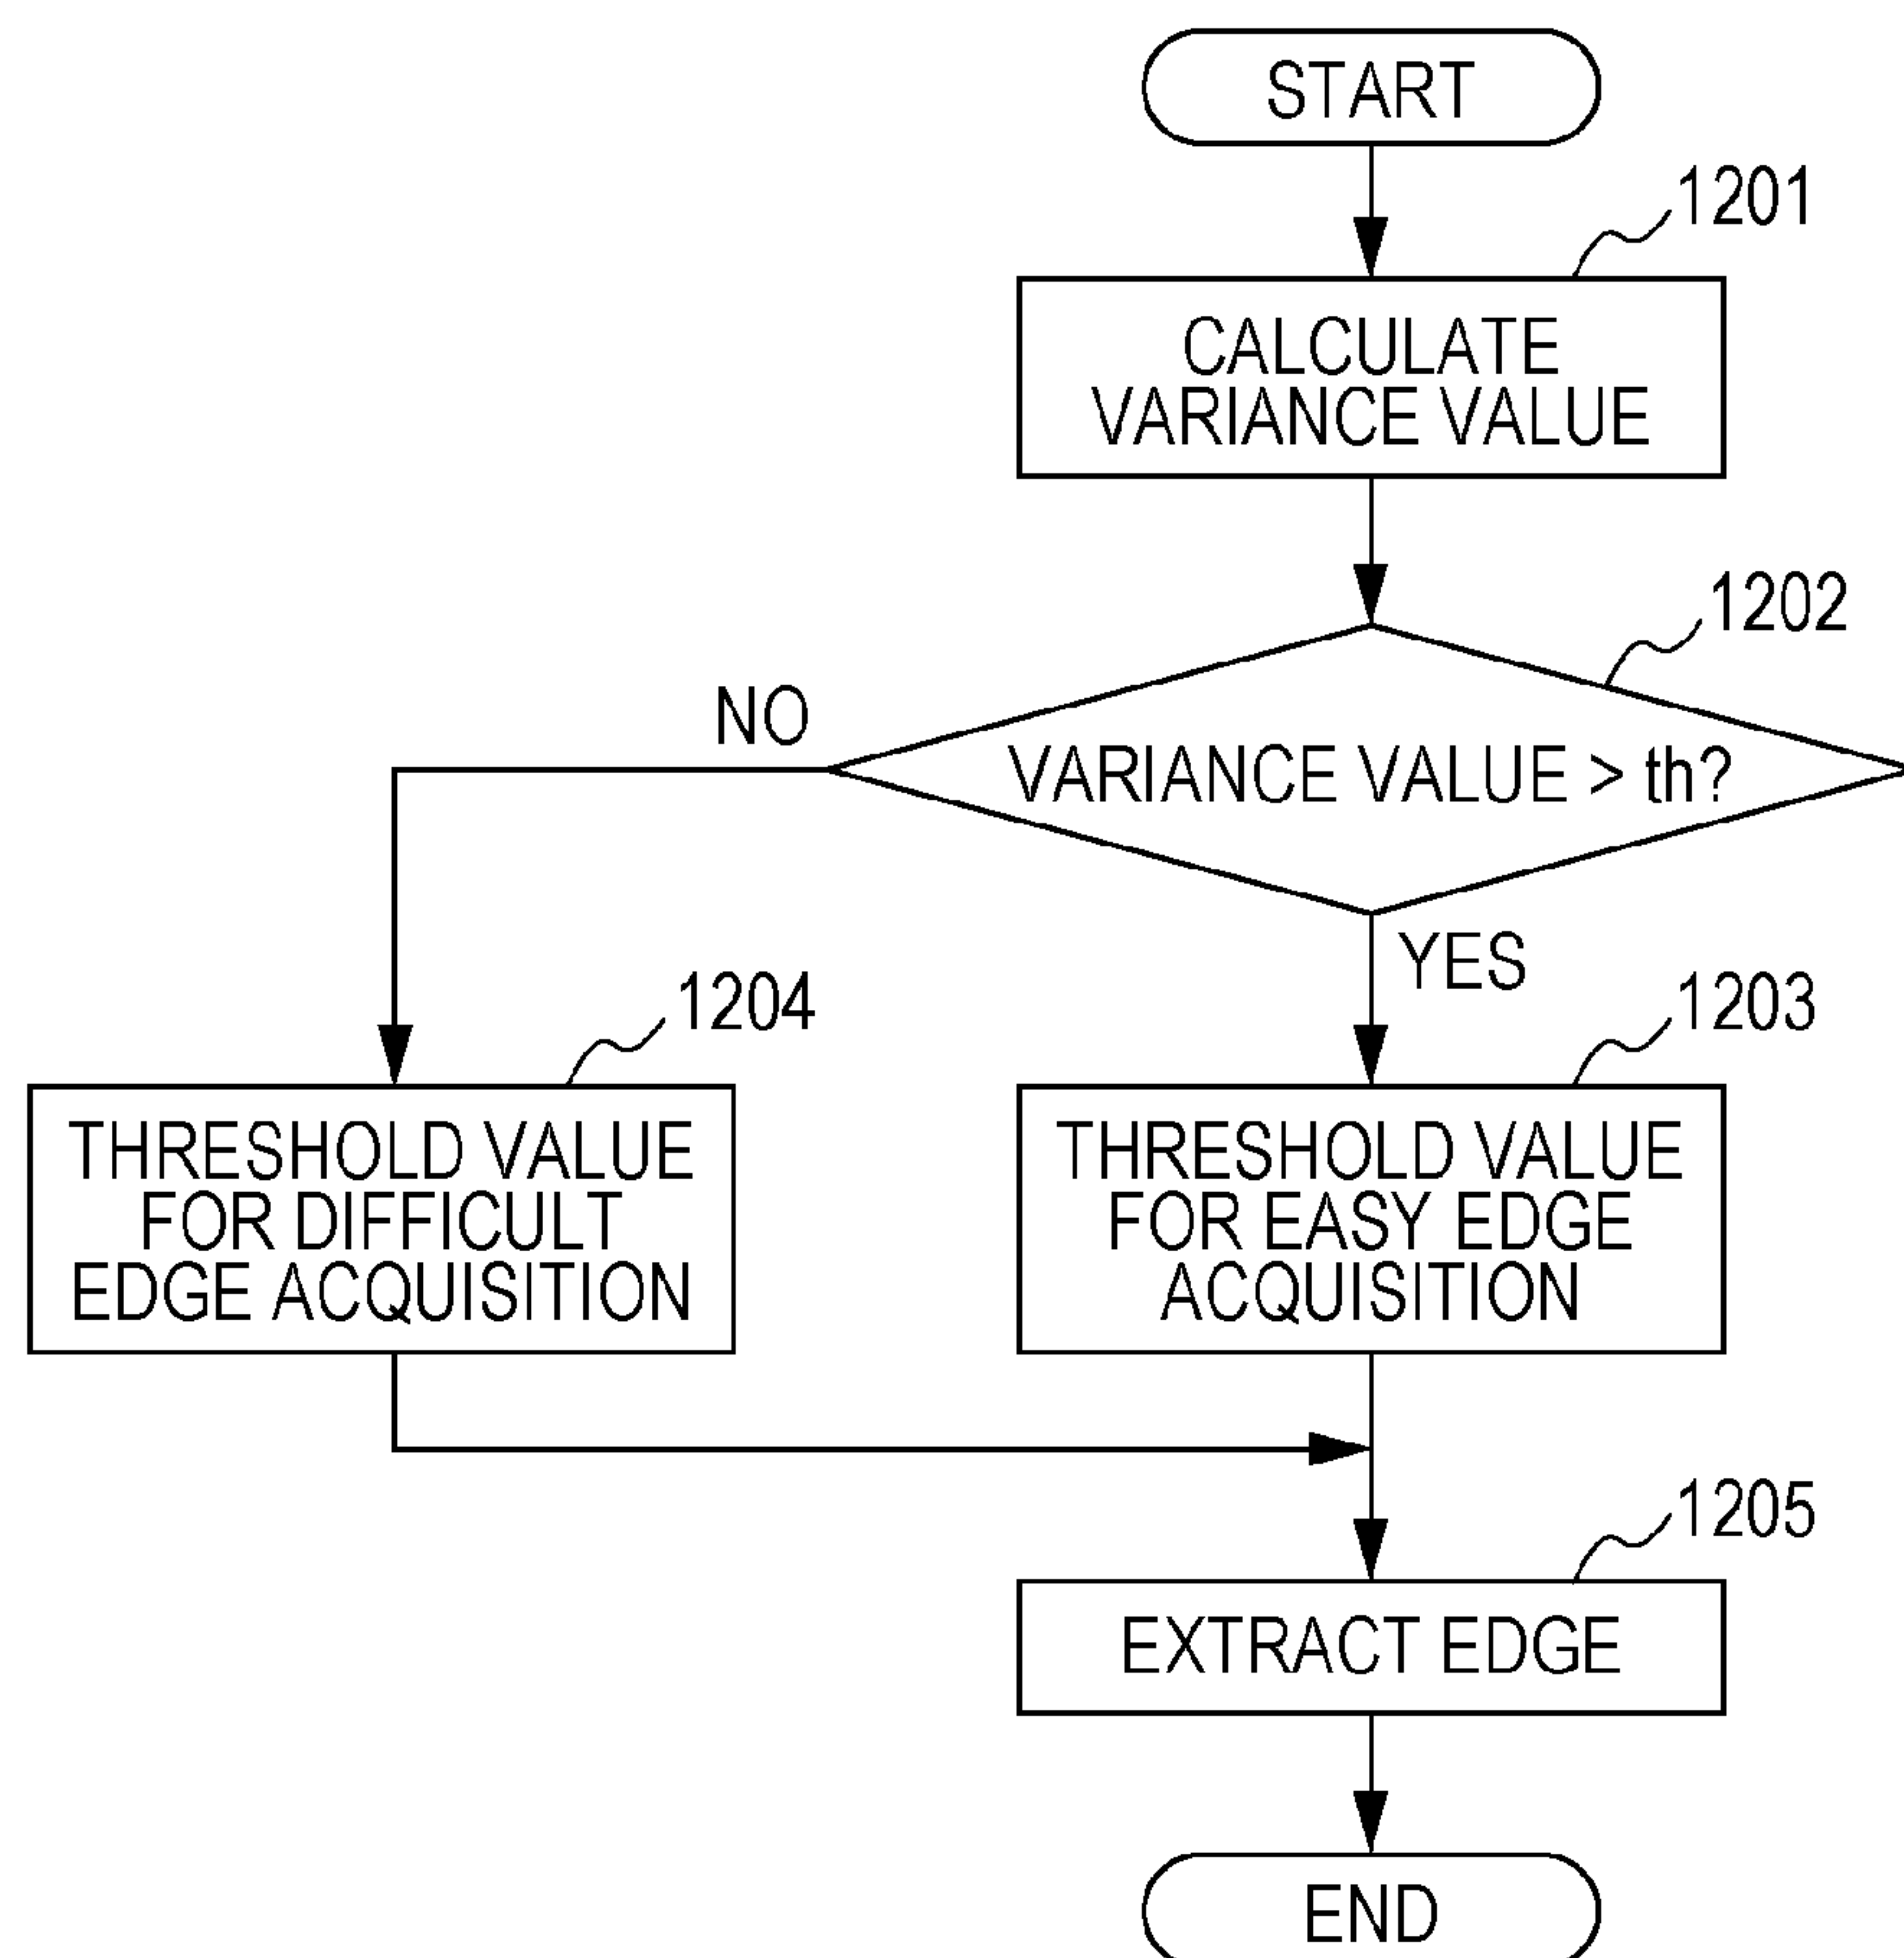 START
1201
CALCULATE
VARIANCE VALUE
1202
VARIANCE VALUE > th?
NO
YES
1204
THRESHOLD VALUE
FOR DIFFICULT
EDGE ACQUISITION
1203
THRESHOLD VALUE
FOR EASY EDGE
ACQUISITION
1205
EXTRACT EDGE
END